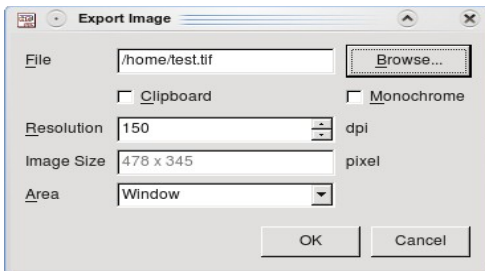 Export Image
File /home/test.tif Browse...
Clipboard Monochrome
Resolution 150 dpi
Image Size 478 x 345 pixel
Area Window
OK Cancel